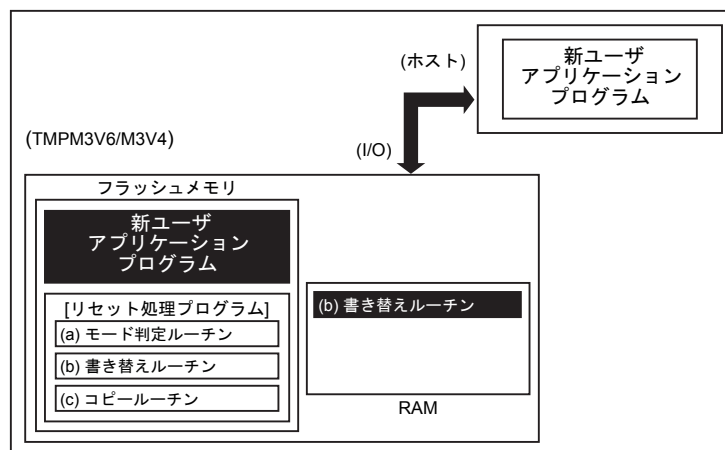 (ホスト)
新ユーザ
アプリケーション
プログラム
(TMPM3V6/M3V4)
(I/O)
フラッシュメモリ
新ユーザ
アプリケーション
プログラム
[リセット処理プログラム]
(a) モード判定ルーチン
(b) 書き替えルーチン
(c) コピールーチン
(b) 書き替えルーチン
RAM